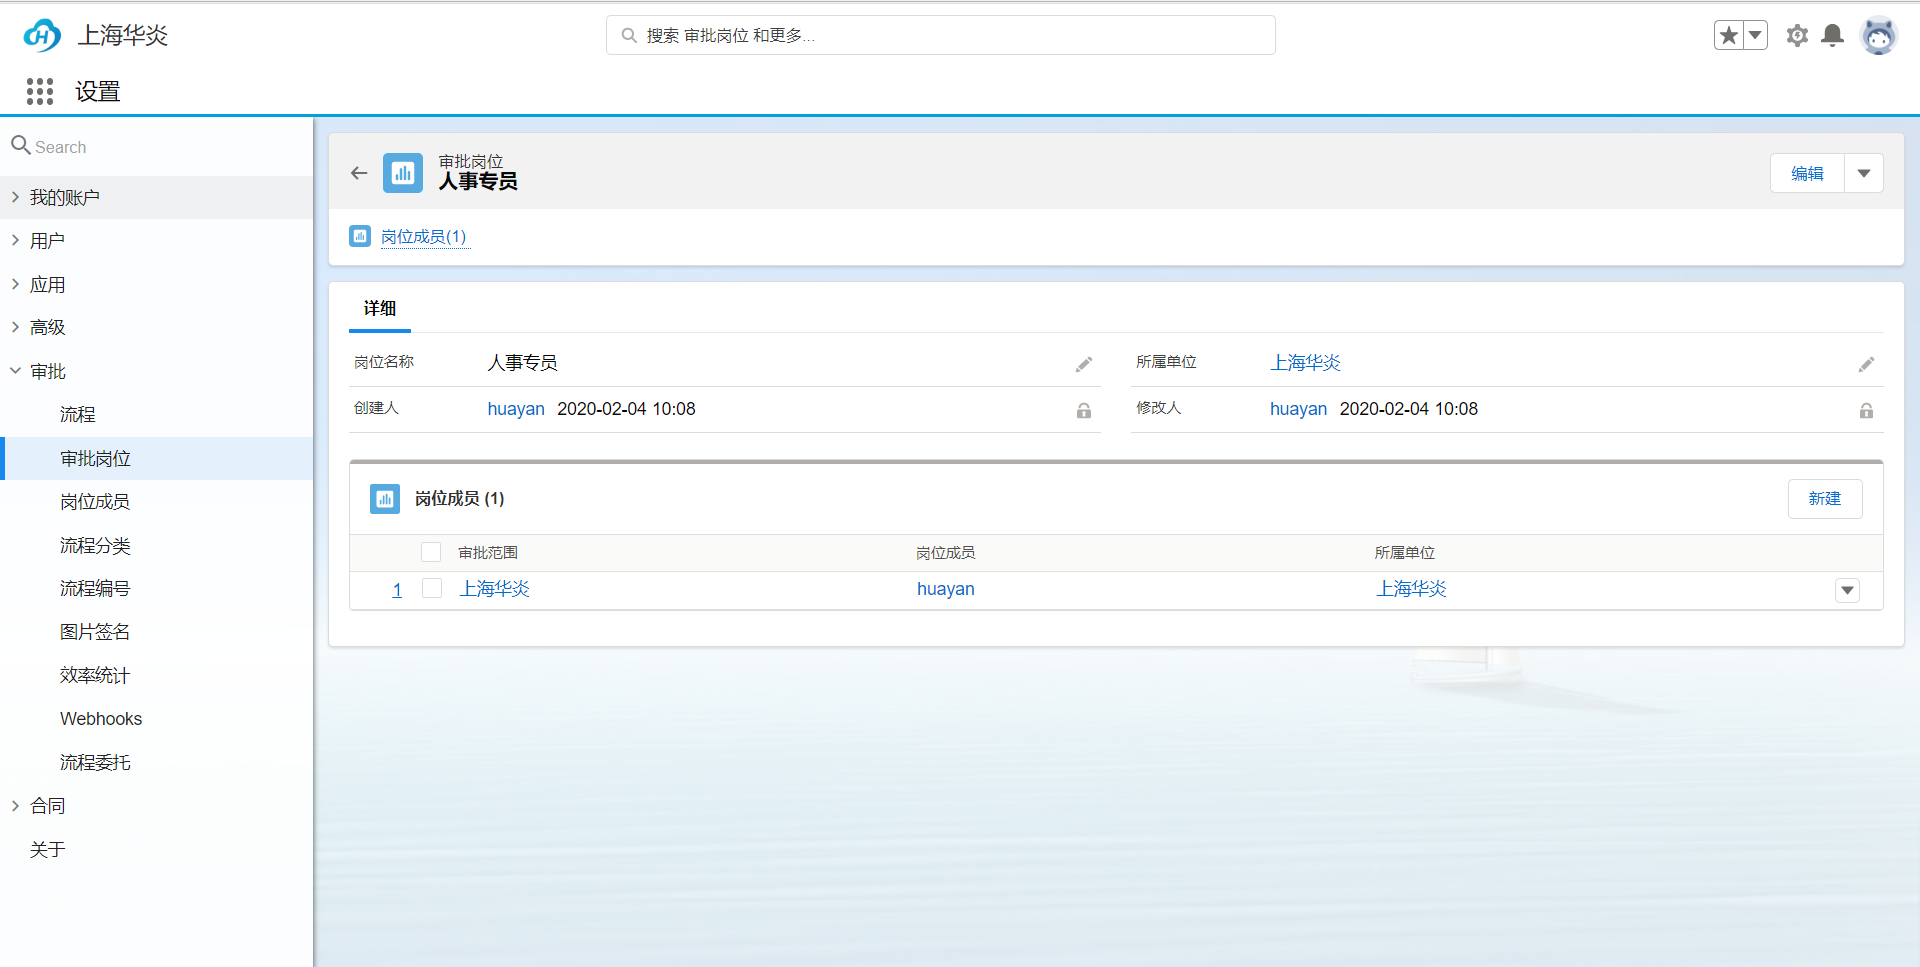 上海华炎
搜索 审批岗位 和更多...
设置
Search
我的账户
用户
应用
高级
审批
流程
审批岗位
岗位成员
流程分类
流程编号
图片签名
效率统计
Webhooks
流程委托
合同
关于
审批岗位
人事专员
编辑
岗位成员(1)
详细
岗位名称 人事专员 所属单位 上海华炎
创建人 huayan 2020-02-04 10:08 修改人 huayan 2020-02-04 10:08
岗位成员 (1) 新建
审批范围 岗位成员 所属单位
1 上海华炎 huayan 上海华炎